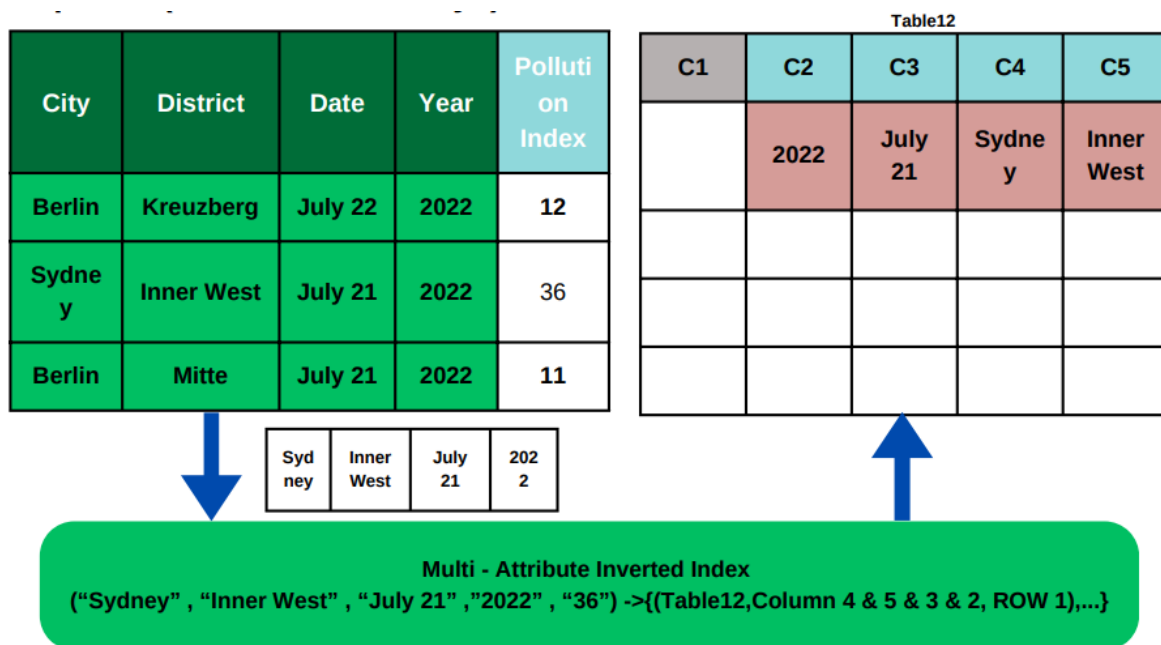 City
District
Date
Year
Polluti
on
Index
Berlin
Kreuzberg
July 22
2022
12
Sydne
y
Inner West
July 21
2022
36
Berlin
Mitte
July 21
2022
11
Table12
C1
C2
C3
C4
C5
2022
July
21
Sydne
y
Inner
West
Syd
ney
Inner
West
July
21
202
2
Multi - Attribute Inverted Index
(“Sydney” , “Inner West” , “July 21” ,”2022” , “36”) ->{(Table12,Column 4 & 5 & 3 & 2, ROW 1),...}